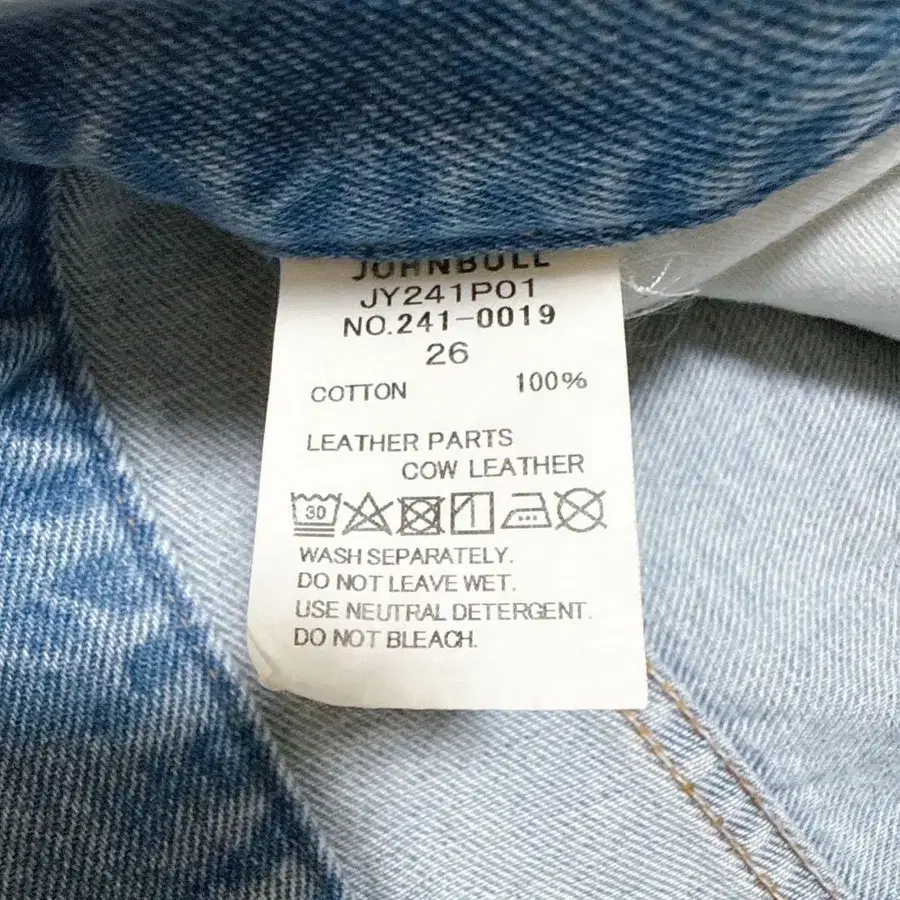 JOHNBULL
JY241P01
NO.241-0019
26
COTTON 100%
LEATHER PARTS
COW LEATHER
30
WASH SEPARATELY.
DO NOT LEAVE WET.
USE NEUTRAL DETERGENT.
DO NOT BLEACH.